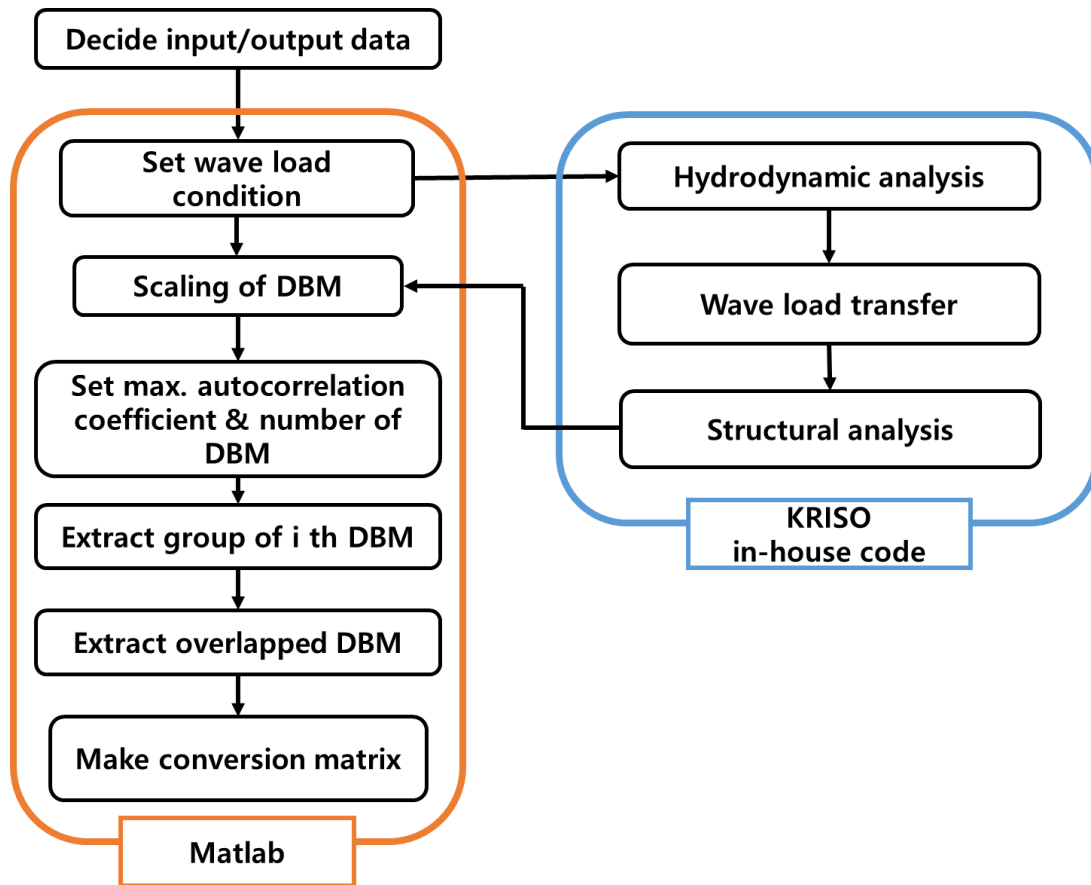 Decide input/output data
Set wave load
condition
Scaling of DBM
Set max. autocorrelation
coefficient & number of
DBM
Extract group of i th DBM
Extract overlapped DBM
Make conversion matrix
Matlab
Hydrodynamic analysis
Wave load transfer
Structural analysis
KRISO
in-house code